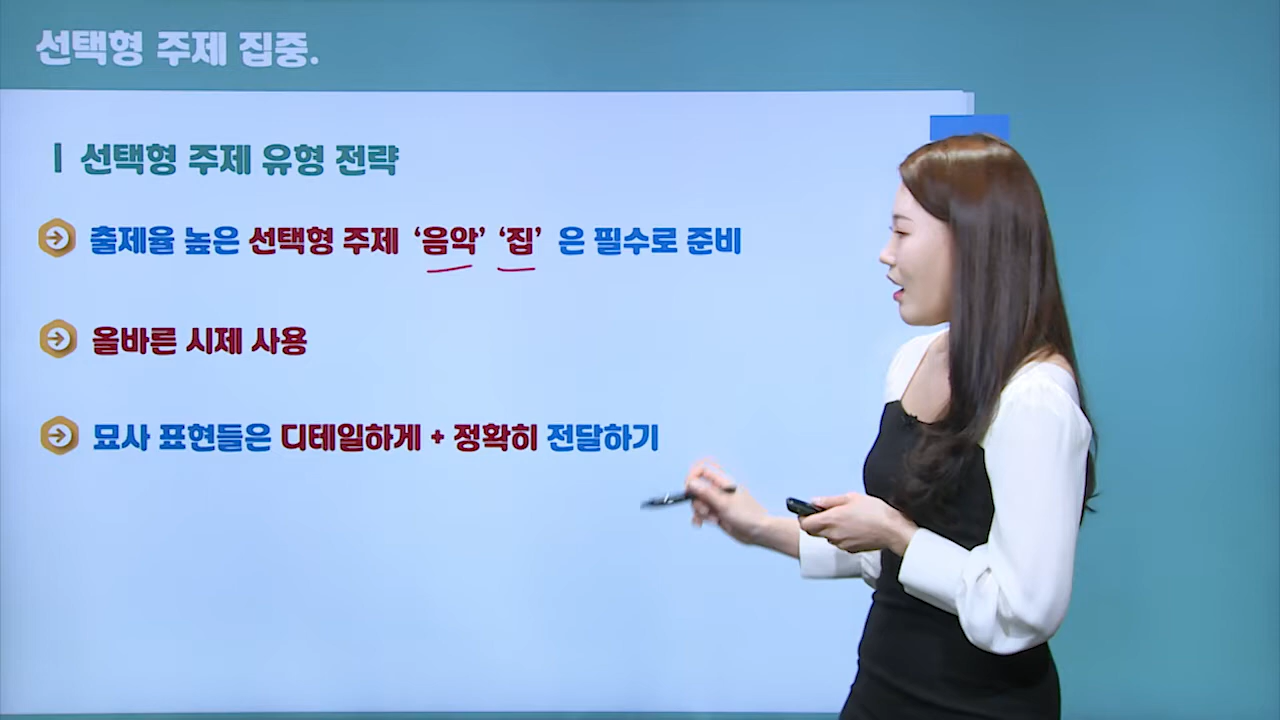 선택형 주제 집중.
| 선택형 주제 유형 전략
출제율 높은 선택형 주제 ‘음악’ ‘집’ 은 필수로 준비
올바른 시제 사용
묘사 표현들은 디테일하게 + 정확히 전달하기